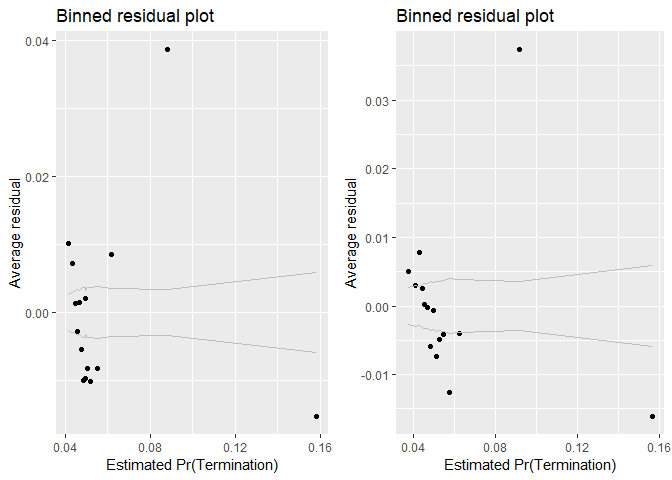 Binned residual plot
0.04
0.02
0.00
Average residual
0.04
0.08
0.12
0.16
Estimated Pr(Termination)
Binned residual plot
0.03
0.02
0.01
0.00
-0.01
Average residual
0.04
0.08
0.12
0.16
Estimated Pr(Termination)